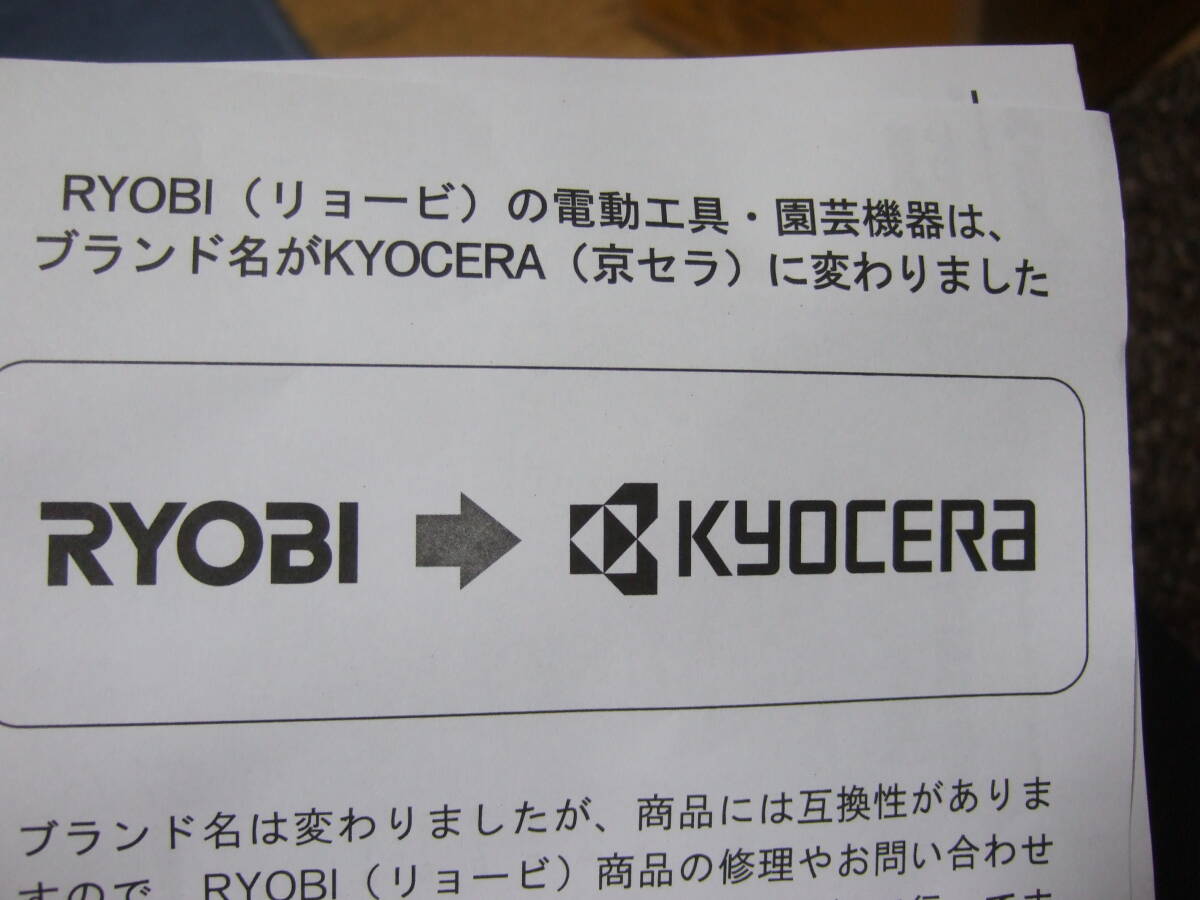 RYOBI（リョービ）の電動工具・園芸機器は、
ブランド名がKYOCERA（京セラ）に変わりました
RYOBI
KYOCERA
ブランド名は変わりましたが、商品には互換性がありま
すので、RYOBI（リョービ）商品の修理やお問い合わせ